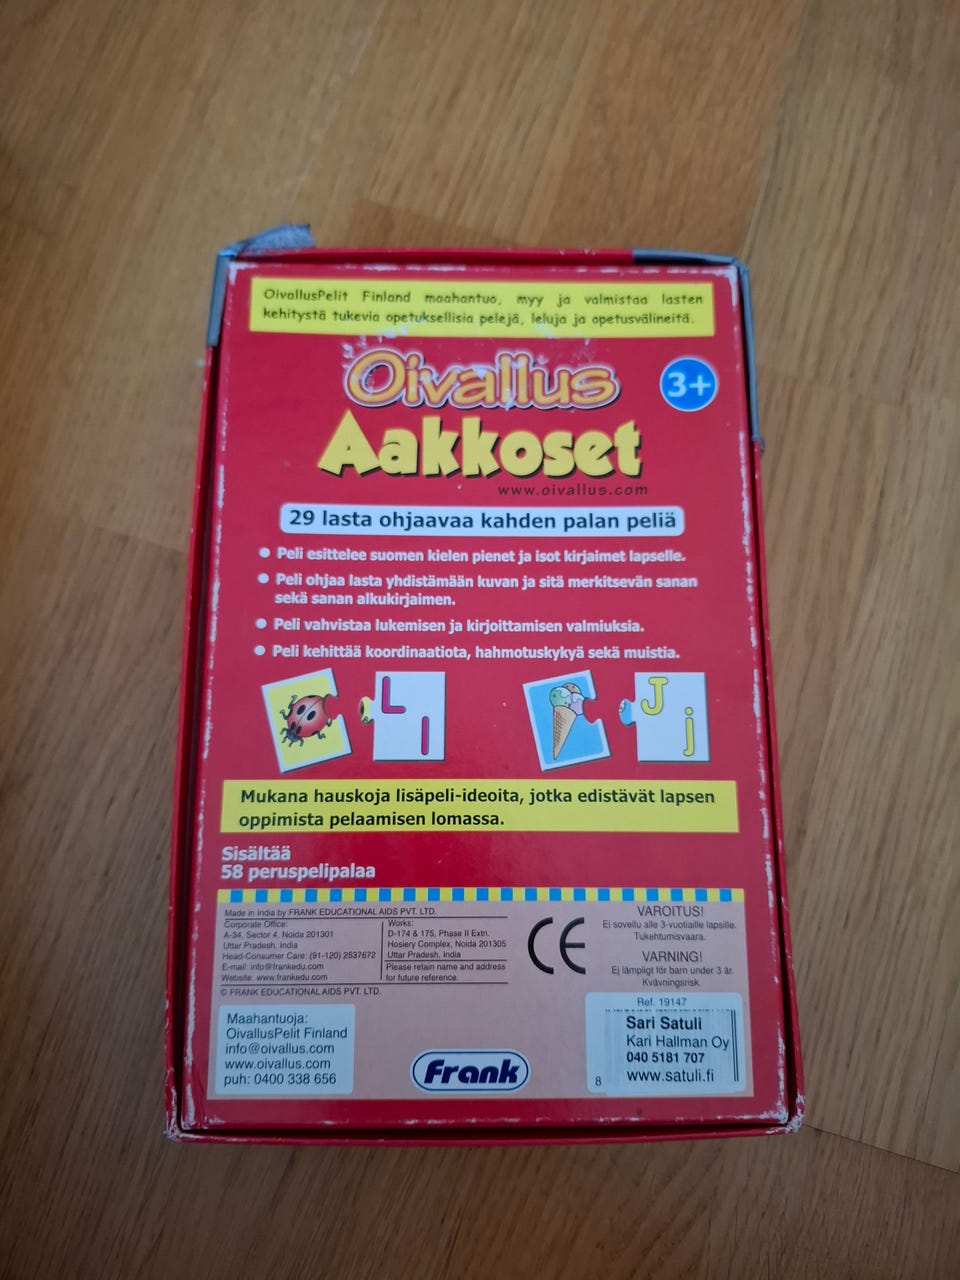 OivallusPelit Finland maahantuo, myy ja valmistaa lasten
kehitystä tukevia opetuksellisia pelejä, leluja ja opetusvälineitä.
Oivallus
3+
Aakkoset
www.oivallus.com
29 lasta ohjaavaa kahden palan peliä
Peli esittelee suomen kielen pienet ja isot kirjaimet lapselle.
Peli ohjaa lasta yhdistämään kuvan ja sitä merkitsevän sanan
sekä sanan alkukirjaimen.
Peli vahvistaa lukemisen ja kirjoittamisen valmiuksia.
Peli kehittää koordinaatiota, hahmotuskykyä sekä muistia.
L l
J j
Mukana hauskoja lisäpeli-ideoita, jotka edistävät lapsen
oppimista pelaamisen lomassa.
Sisältää
58 peruspelipalaa
Made in India by FRANK EDUCATIONAL AIDS PVT. LTD.
Corporate Office:
A-34, Sector 4, Noida 201301
Uttar Pradesh, India
Head-Consumer Care: (91-120) 2537672
E-mail: info@frankedu.com
Website: www.frankedu.com
Works:
D-174 & 175, Phase II Extn.
Hosiery Complex, Noida 201305
Uttar Pradesh, India
Please retain name and address
for future reference.
© FRANK EDUCATIONAL AIDS PVT. LTD.
CE
VAROITUS!
Ei sovellu alle 3-vuotiaille lapsille.
Tukehtumisvaara.
VARNING!
Ej lämpligt för barn under 3 år.
Kvävningsrisk.
Maahantuoja:
OivallusPelit Finland
info@oivallus.com
www.oivallus.com
puh: 0400 338 656
Frank
Ref. 19147
Sari Satuli
Kari Hallman Oy
040 5181 707
www.satuli.fi
8